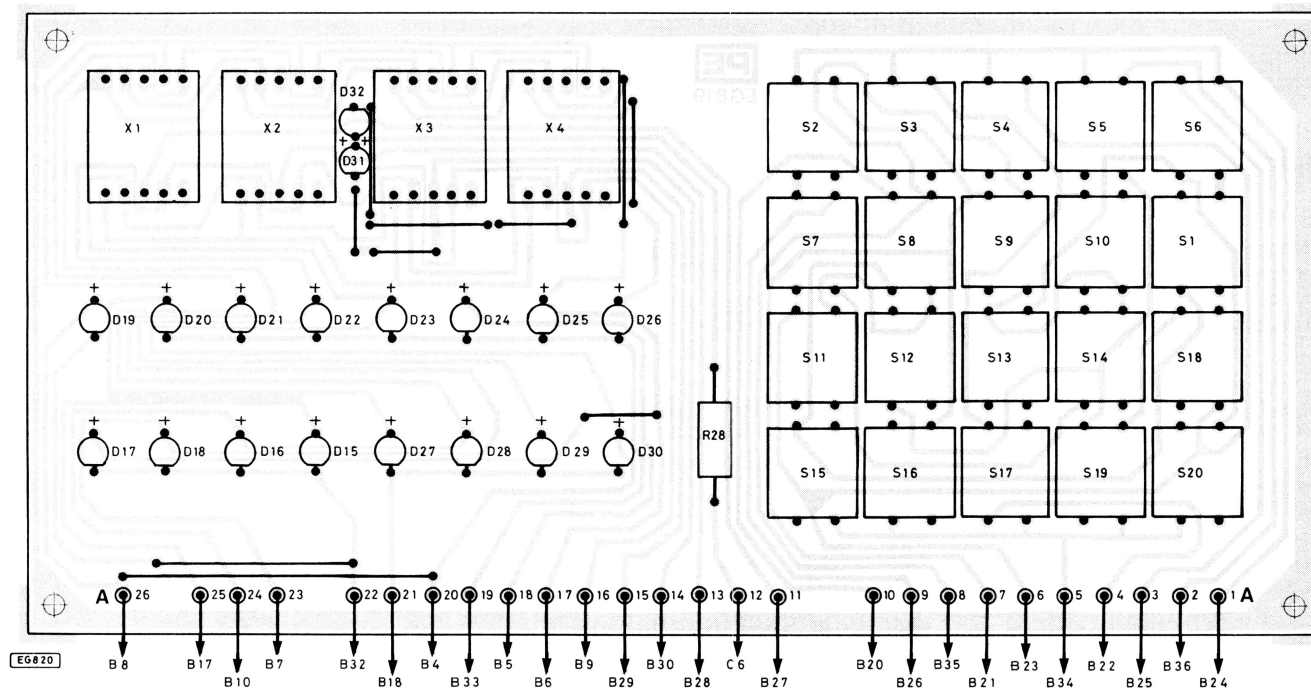 PE
EG819
D32
X1 X2 X3 X4 S2 S3 S4 S5 S6
D31
S7 S8 S9 S10 S1
+ + + + + + + +
D19 D20 D21 D22 D23 D24 D25 D26
S11 S12 S13 S14 S18
+ + + + + + + +
R28
D17 D18 D16 D15 D27 D28 D29 D30
S15 S16 S17 S19 S20
A 26 25 24 23 22 21 20 19 18 17 16 15 14 13 12 11 10 9 8 7 6 5 4 3 2 1 A
EG820
B8 B17 B7 B32 B4 B5 B9 B30 C6 B20 B35 B23 B22 B36
B10 B18 B33 B6 B29 B28 B27 B26 B21 B34 B25 B24